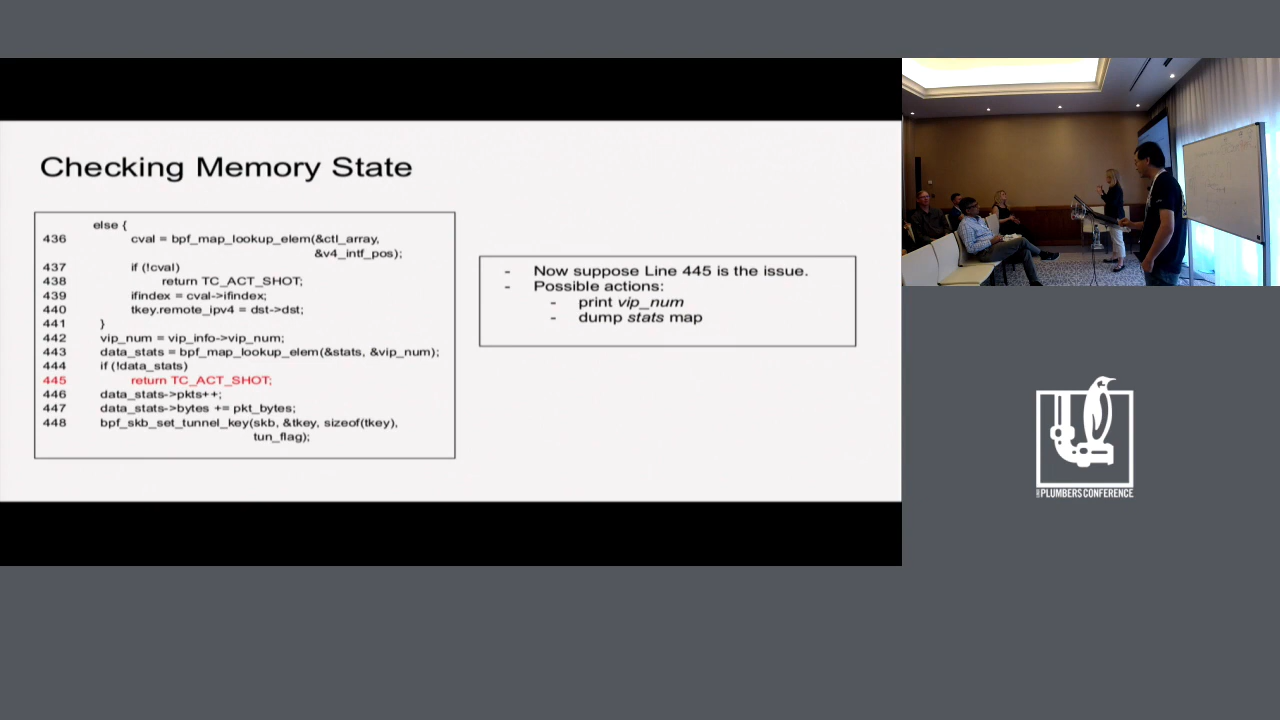 Checking Memory State
else {
436 cval = bpf_map_lookup_elem(&ctl_array,
&v4_intf_pos);
437 if (!cval)
438 return TC_ACT_SHOT;
439 ifindex = cval->ifindex;
440 tkey.remote_ipv4 = dst->dst;
441 }
442 vip_num = vip_info->vip_num;
443 data_stats = bpf_map_lookup_elem(&stats, &vip_num);
444 if (!data_stats)
445 return TC_ACT_SHOT;
446 data_stats->pkts++;
447 data_stats->bytes += pkt_bytes;
448 bpf_skb_set_tunnel_key(skb, &tkey, sizeof(tkey),
tun_flag);
- Now suppose Line 445 is the issue.
- Possible actions:
- print vip_num
- dump stats map
PLUMBERS CONFERENCE